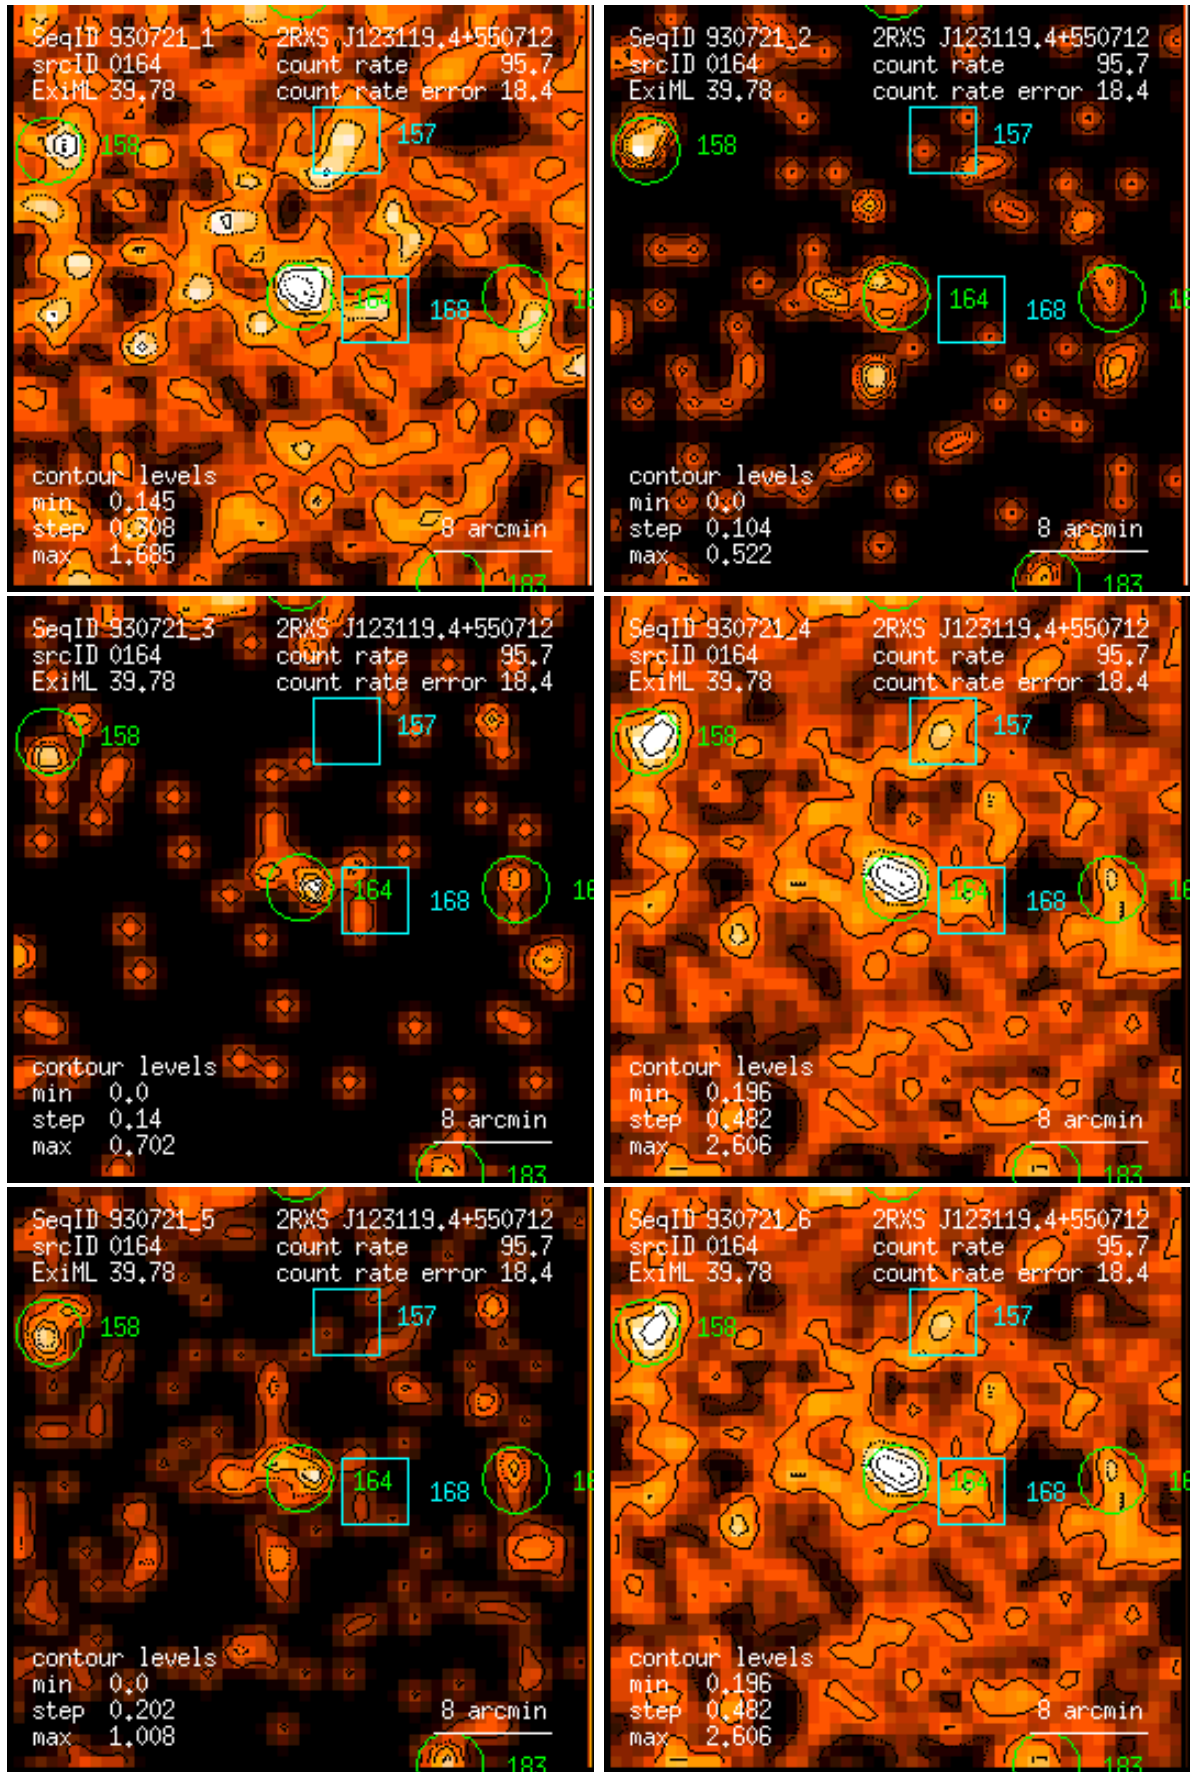 SeqID 930721_1 2RXS J123119.4+550712
srcID 0164 count rate 95.7
ExiML 39.78 count rate error 18.4
157
158
164
168
16
contour levels
min 0.145
step 0.308
max 1.685
8 arcmin
183
SeqID 930721_2 2RXS J123119.4+550712
srcID 0164 count rate 95.7
ExiML 39.78 count rate error 18.4
157
158
164
168
16
contour levels
min 0.0
step 0.104
max 0.522
8 arcmin
183
SeqID 930721_3 2RXS J123119.4+550712
srcID 0164 count rate 95.7
ExiML 39.78 count rate error 18.4
157
158
164
168
16
contour levels
min 0.0
step 0.14
max 0.702
8 arcmin
183
SeqID 930721_4 2RXS J123119.4+550712
srcID 0164 count rate 95.7
ExiML 39.78 count rate error 18.4
157
158
164
168
16
contour levels
min 0.196
step 0.482
max 2.606
8 arcmin
183
SeqID 930721_5 2RXS J123119.4+550712
srcID 0164 count rate 95.7
ExiML 39.78 count rate error 18.4
157
158
164
168
16
contour levels
min 0.0
step 0.202
max 1.008
8 arcmin
183
SeqID 930721_6 2RXS J123119.4+550712
srcID 0164 count rate 95.7
ExiML 39.78 count rate error 18.4
157
158
164
168
16
contour levels
min 0.196
step 0.482
max 2.606
8 arcmin
183